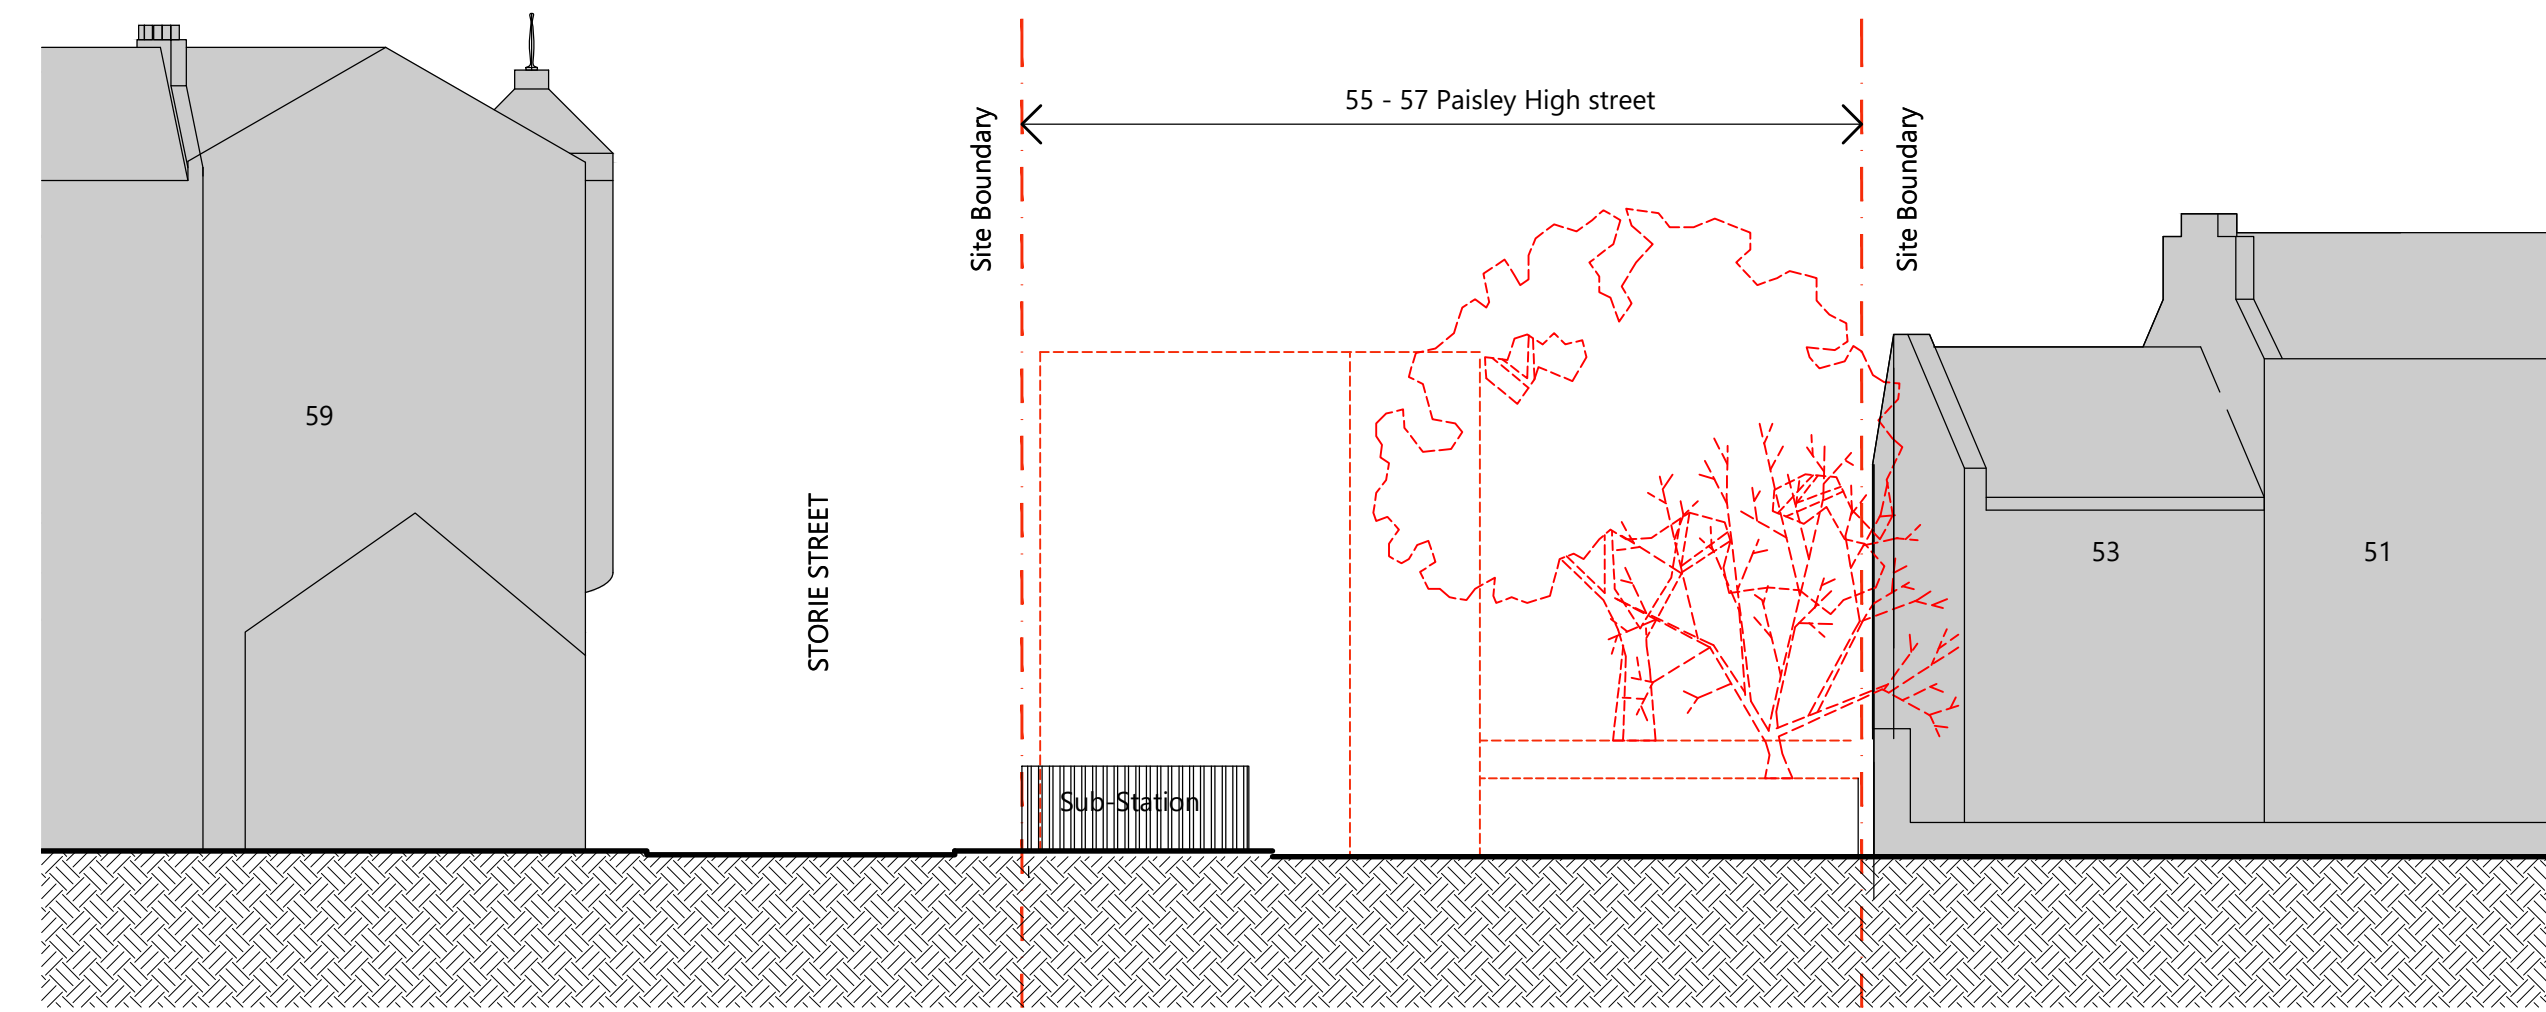 55 - 57 Paisley High street
Site Boundary
Site Boundary
59
STORIE STREET
53
51
Sub-Station